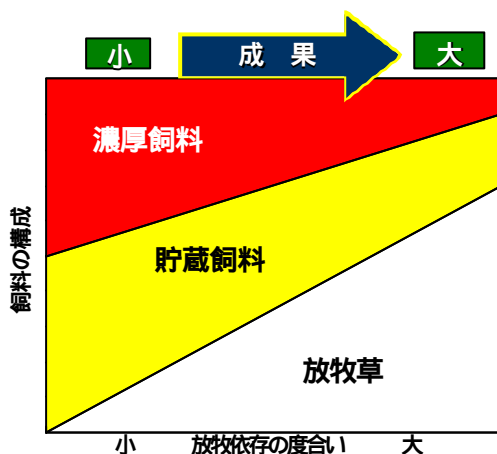 小 成 果 大
濃厚飼料
貯蔵飼料
放牧草
飼料の構成
小 放牧依存の度合い 大